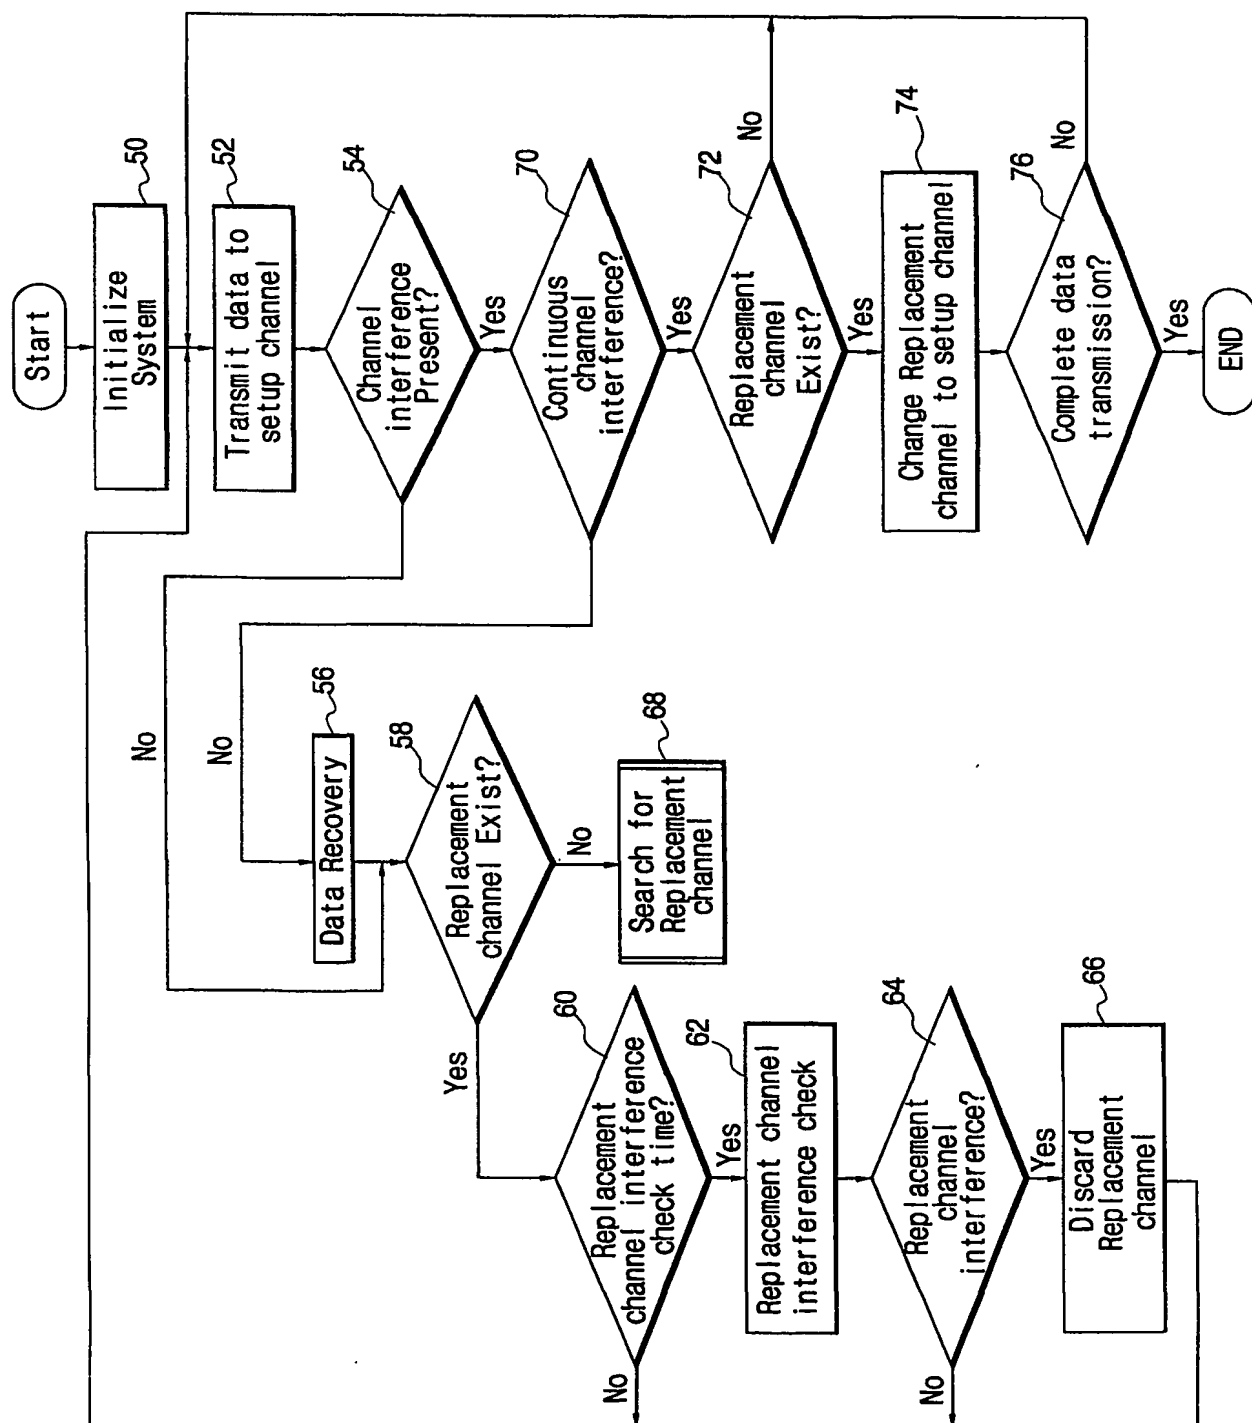 Start
Initialize
System
50
Transmit data to
setup channel
52
Channel
interference
Present?
54
No
Yes
Continuous
channel
interference?
70
No
Yes
Replacement
channel
Exist?
72
No
Yes
Change Replacement
channel to setup channel
74
Complete data
transmission?
76
No
Yes
END
Data Recovery
56
Replacement
channel Exist?
58
No
Search for
Replacement
channel
68
Yes
Replacement
channel interference
check time?
60
No
Yes
Replacement channel
interference check
62
Replacement
channel
interference?
64
No
Yes
Discard
Replacement
channel
66